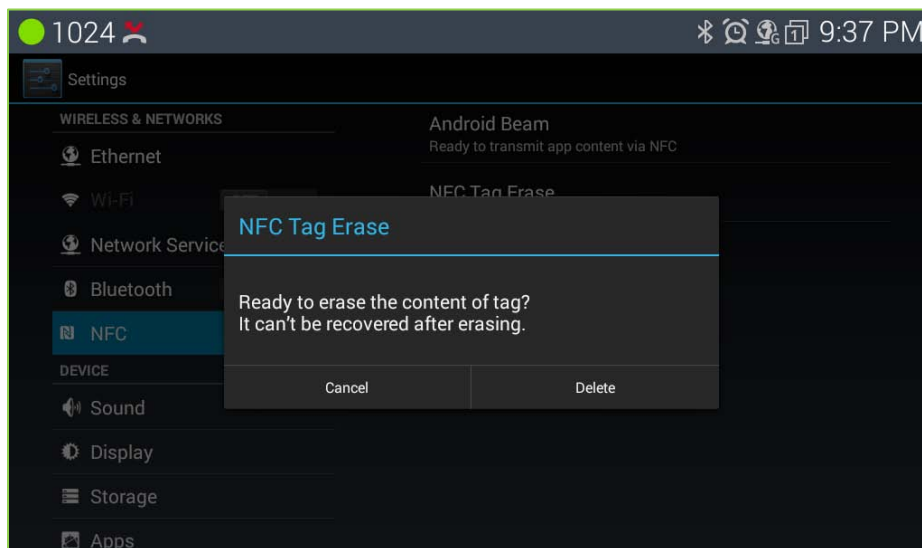 1024
G 1 9:37 PM
Settings
WIRELESS & NETWORKS
Ethernet
Wi-Fi
Network Service
Bluetooth
NFC
DEVICE
Sound
Display
Storage
Apps
Android Beam
Ready to transmit app content via NFC
NFC Tag Erase
NFC Tag Erase
Ready to erase the content of tag?
It can't be recovered after erasing.
Cancel Delete